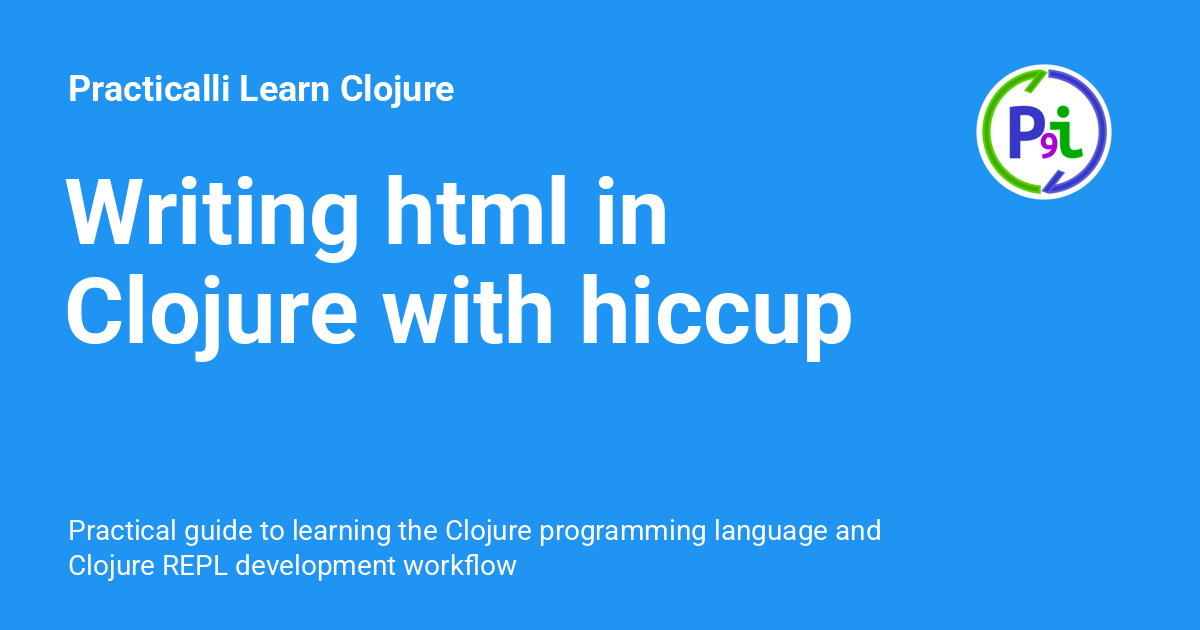 Practicalli Learn Clojure
P9i
Writing html in
Clojure with hiccup
Practical guide to learning the Clojure programming language and
Clojure REPL development workflow